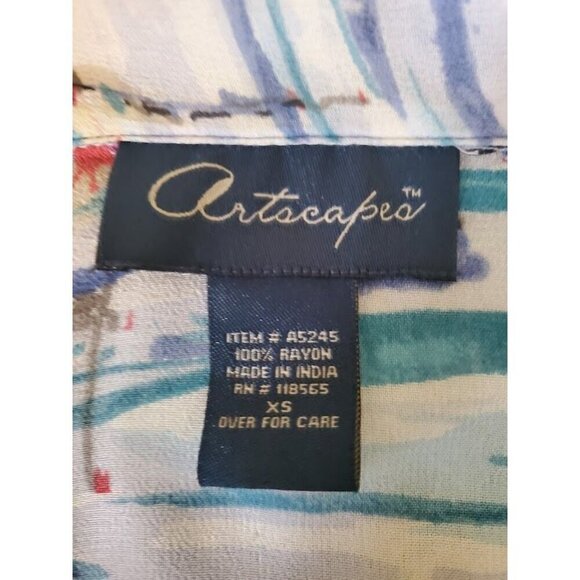 Artscapes™
ITEM # A5245
100% RAYON
MADE IN INDIA
RN # 118565
XS
OVER FOR CARE